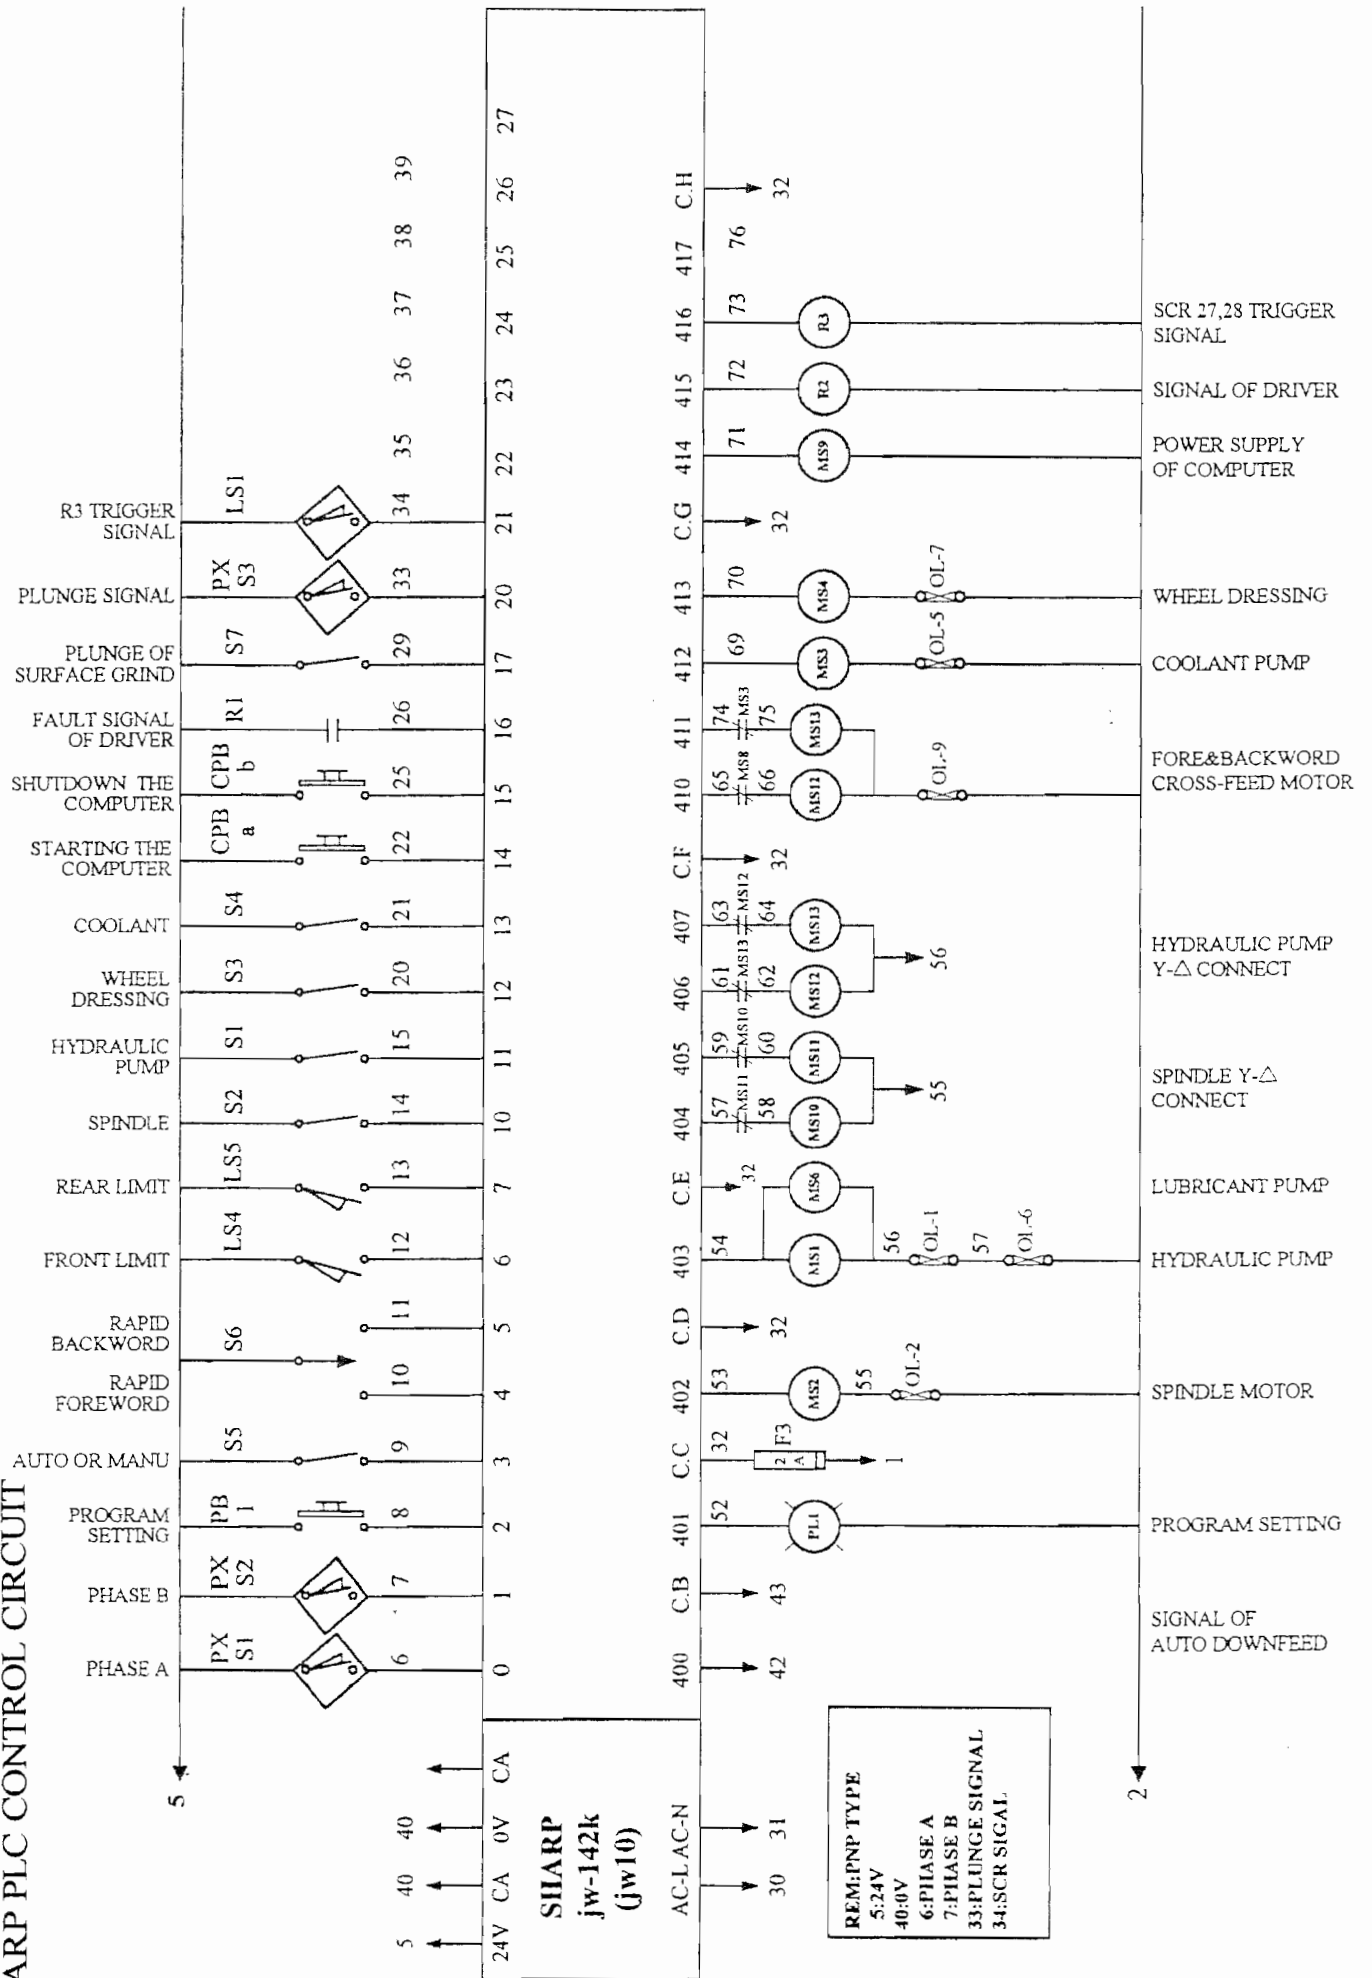 ARP PLC CONTROL CIRCUIT
5
PHASE A
PX
S1
6
0
PHASE B
PX
S2
7
1
PROGRAM
SETTING
PB
1
8
2
AUTO OR MANU
S5
9
3
RAPID
FOREWORD
10
4
S6
RAPID
BACKWORD
11
5
FRONT LIMIT
LS4
12
6
REAR LIMIT
LS5
13
7
SPINDLE
S2
14
10
HYDRAULIC
PUMP
S1
15
11
WHEEL
DRESSING
S3
20
12
COOLANT
S4
21
13
STARTING THE
COMPUTER
CPB
a
22
14
SHUTDOWN THE
COMPUTER
CPB
b
25
15
FAULT SIGNAL
OF DRIVER
R1
26
16
PLUNGE OF
SURFACE GRIND
S7
29
17
PLUNGE SIGNAL
PX
S3
33
20
R3 TRIGGER
SIGNAL
LS1
34
21
35
22
36
23
37
24
38
25
39
26
27
5
24V
40
CA
40
0V
CA
SHARP
jw-142k
(jw10)
AC-L
AC-N
30
31
400
42
C.B
43
SIGNAL OF
AUTO DOWNFEED
401
52
PL1
PROGRAM SETTING
C.C
32
2
A
F3
1
402
53
MS2
55
OL-2
SPINDLE MOTOR
C.D
32
403
54
MS1
56
OL-1
57
OL-6
HYDRAULIC PUMP
C.E
32
MS6
LUBRICANT PUMP
404
57
MS11
58
MS10
405
59
MS10
60
MS11
55
SPINDLE Y-△
CONNECT
406
61
MS13
62
MS12
407
63
MS12
64
MS13
56
HYDRAULIC PUMP
Y-△ CONNECT
C.F
32
410
65
MS8
66
MS12
411
74
MS3
75
MS13
OL-9
FORE&BACKWORD
CROSS-FEED MOTOR
412
69
MS3
OL-5
COOLANT PUMP
413
70
MS4
OL-7
WHEEL DRESSING
C.G
32
414
71
MS9
POWER SUPPLY
OF COMPUTER
415
72
R2
SIGNAL OF DRIVER
416
73
R3
SCR 27,28 TRIGGER
SIGNAL
417
76
C.H
32
2
REM:PNP TYPE
5:24V
40:0V
6:PHASE A
7:PHASE B
33:PLUNGE SIGNAL
34:SCR SIGAL